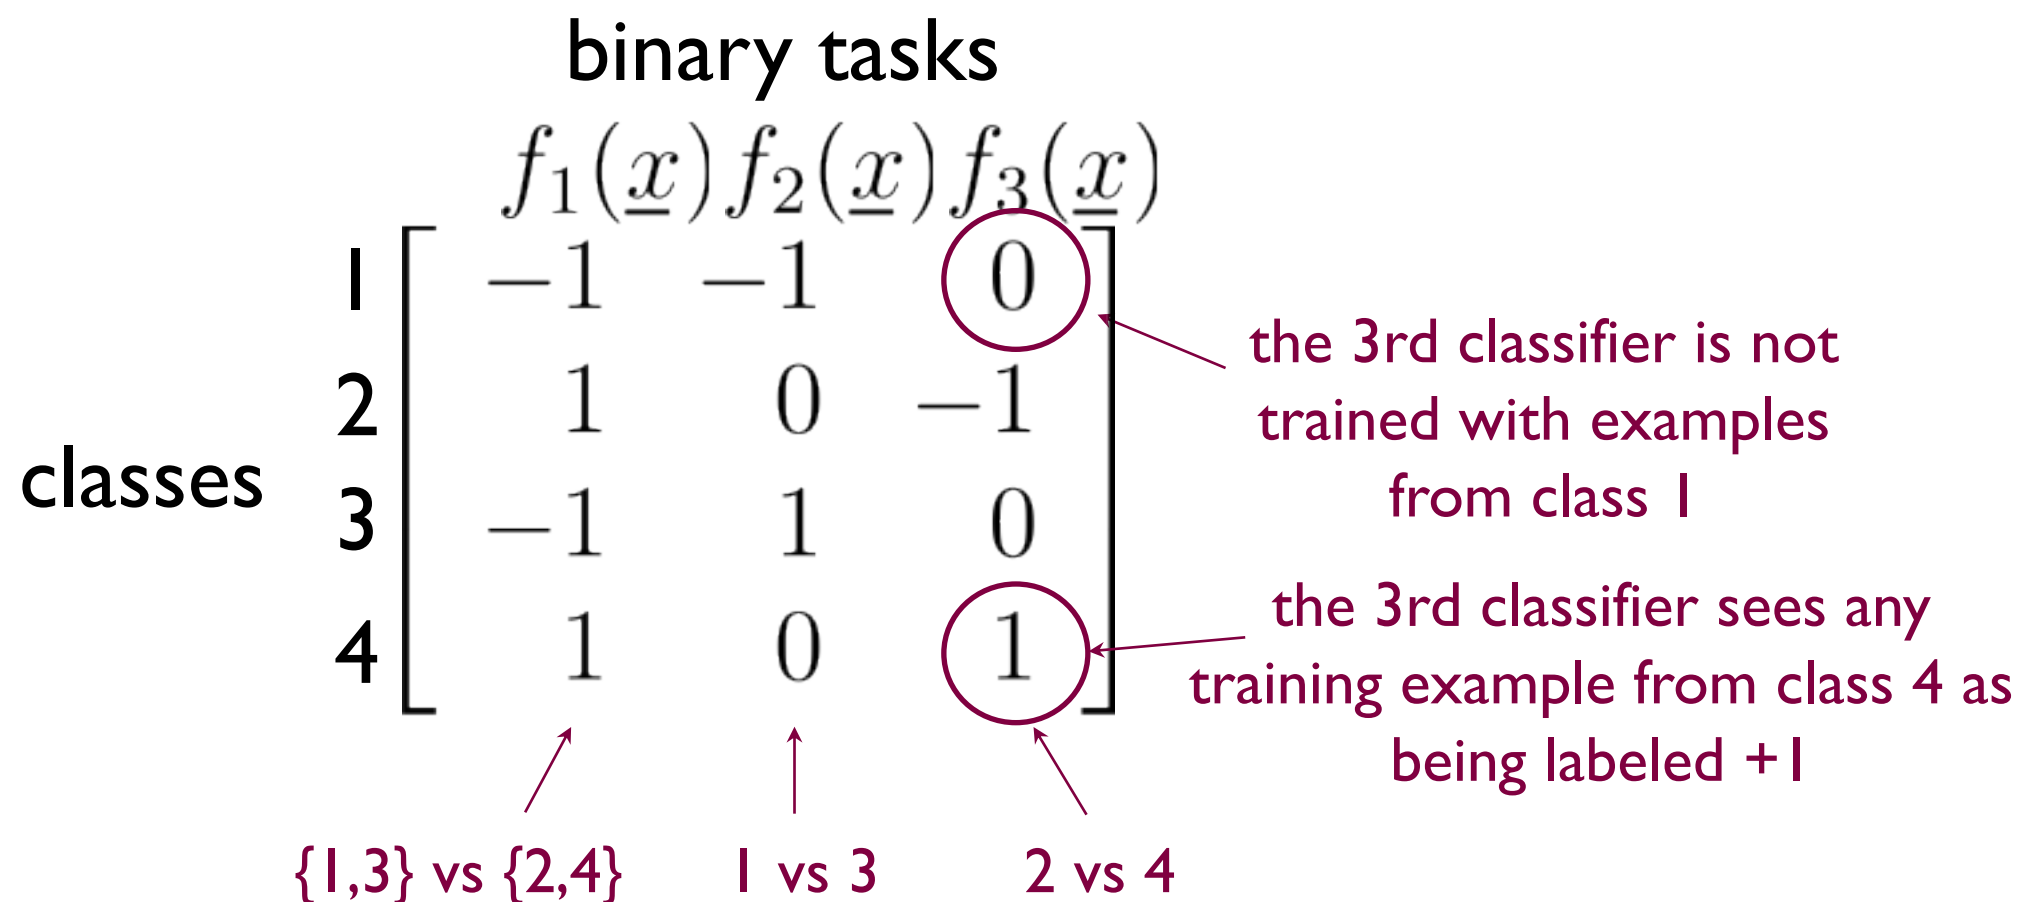 binary tasks
f₁(x) f₂(x) f₃(x)
1 −1 −1 0
2 1 0 −1
classes
3 −1 1 0
4 1 0 1
the 3rd classifier is not
trained with examples
from class 1
the 3rd classifier sees any
training example from class 4 as
being labeled +1
{1,3} vs {2,4} 1 vs 3 2 vs 4